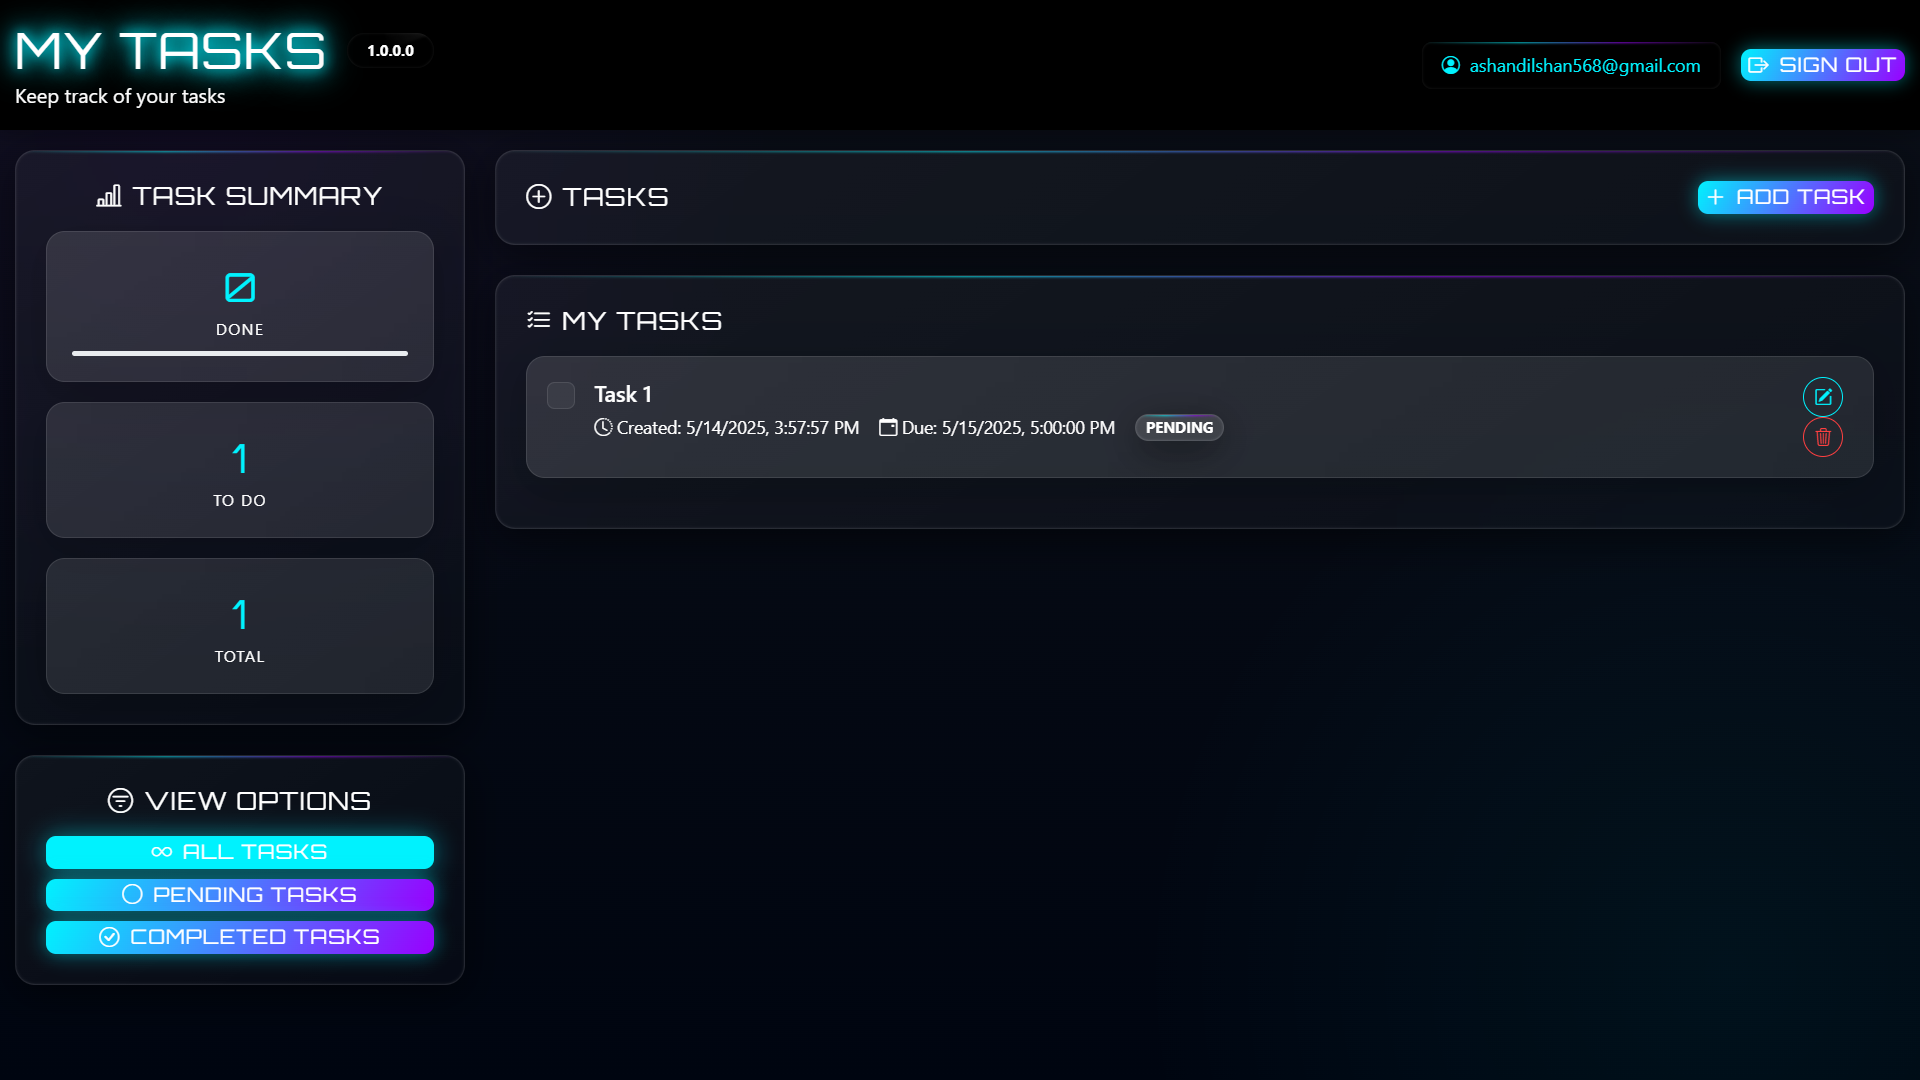 MY TASKS
1.0.0.0
Keep track of your tasks
ashandilshan568@gmail.com
SIGN OUT
TASK SUMMARY
0
DONE
1
TO DO
1
TOTAL
VIEW OPTIONS
ALL TASKS
PENDING TASKS
COMPLETED TASKS
TASKS
ADD TASK
MY TASKS
Task 1
Created: 5/14/2025, 3:57:57 PM Due: 5/15/2025, 5:00:00 PM PENDING